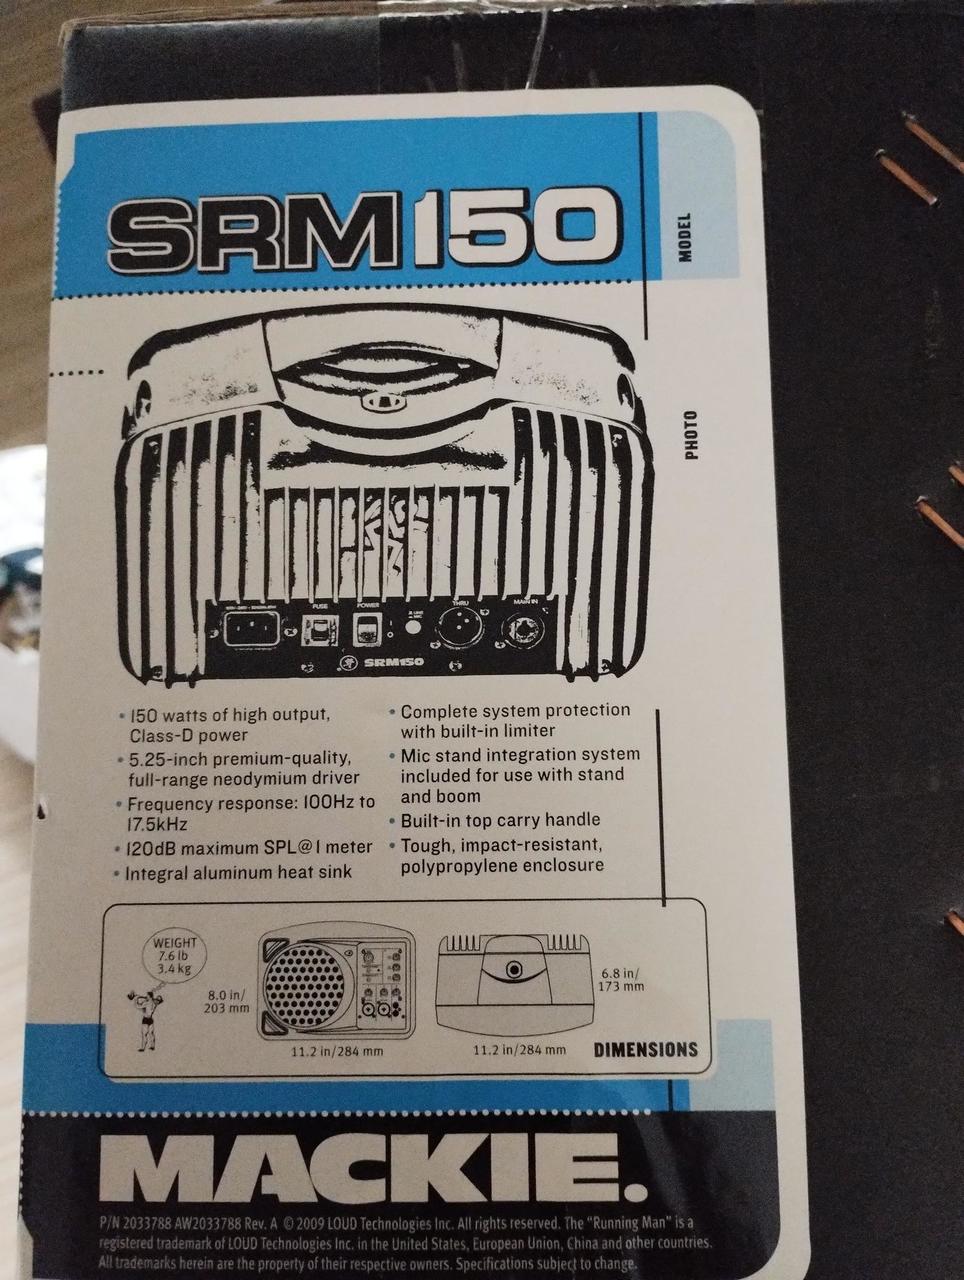 SRM150
MODEL
PHOTO
FUSE
POWER
THRU
MAIN IN
SRM150
• 150 watts of high output,
Class-D power
• 5.25-inch premium-quality,
full-range neodymium driver
• Frequency response: 100Hz to
17.5kHz
• 120dB maximum SPL@1 meter
• Integral aluminum heat sink
• Complete system protection
with built-in limiter
• Mic stand integration system
included for use with stand
and boom
• Built-in top carry handle
• Tough, impact-resistant,
polypropylene enclosure
WEIGHT
7.6 lb
3.4 kg
8.0 in/
203 mm
11.2 in/284 mm
6.8 in/
173 mm
11.2 in/284 mm
DIMENSIONS
MACKIE.
P/N 2033788 AW2033788 Rev. A © 2009 LOUD Technologies Inc. All rights reserved. The “Running Man” is a
registered trademark of LOUD Technologies Inc. in the United States, European Union, China and other countries.
All trademarks herein are the property of their respective owners. Specifications subject to change.